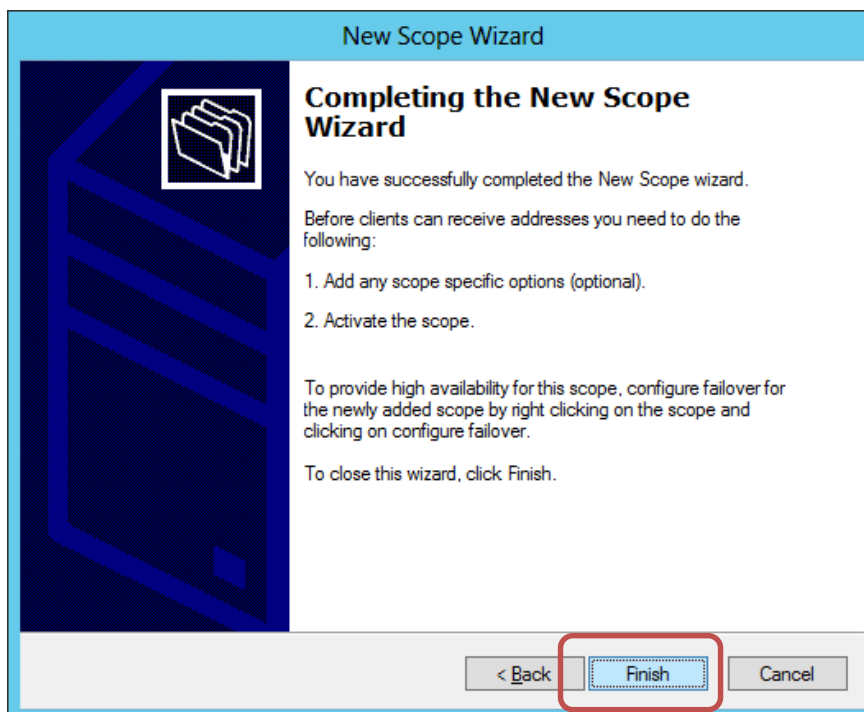 New Scope Wizard
Completing the New Scope
Wizard
You have successfully completed the New Scope wizard.
Before clients can receive addresses you need to do the
following:
1. Add any scope specific options (optional).
2. Activate the scope.
To provide high availability for this scope, configure failover for
the newly added scope by right clicking on the scope and
clicking on configure failover.
To close this wizard, click Finish.
< Back
Finish
Cancel